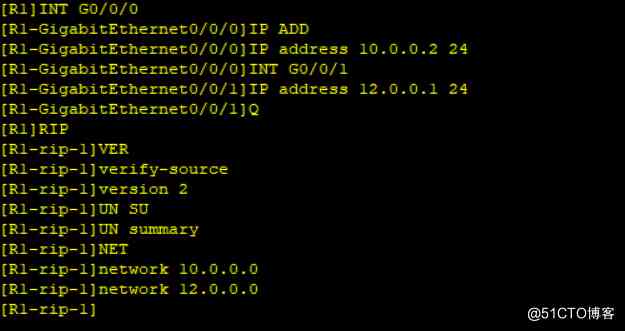 [R1]INT G0/0/0
[R1-GigabitEthernet0/0/0]IP ADD
[R1-GigabitEthernet0/0/0]IP address 10.0.0.2 24
[R1-GigabitEthernet0/0/0]INT G0/0/1
[R1-GigabitEthernet0/0/1]IP address 12.0.0.1 24
[R1-GigabitEthernet0/0/1]Q
[R1]RIP
[R1-rip-1]VER
[R1-rip-1]verify-source
[R1-rip-1]version 2
[R1-rip-1]UN SU
[R1-rip-1]UN summary
[R1-rip-1]NET
[R1-rip-1]network 10.0.0.0
[R1-rip-1]network 12.0.0.0
[R1-rip-1]
@51CTO博客